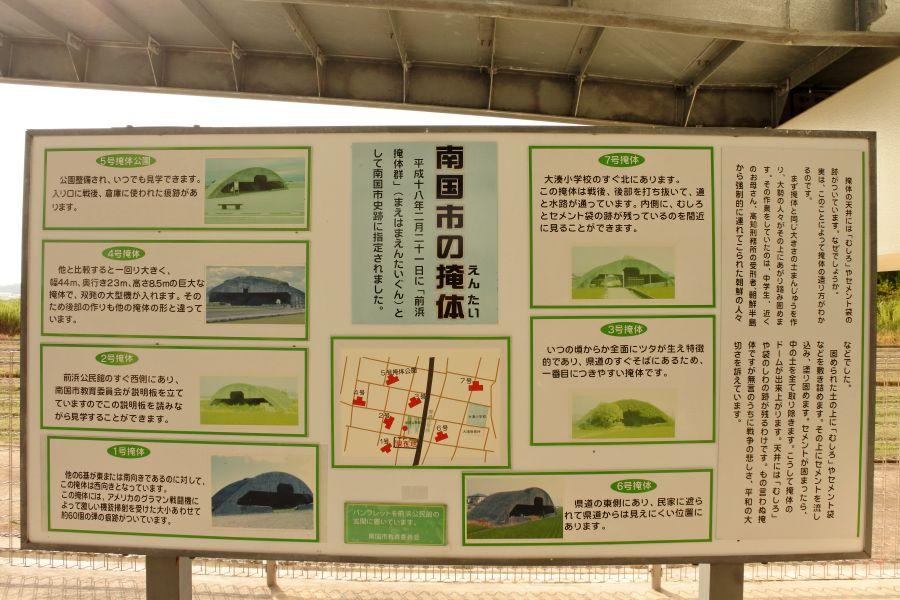 南国市の掩体
えんたい
平成十八年二月二十一日に「前浜
掩体群」（まえはまえんたいぐん）と
して南国市史跡に指定されました。
5号掩体公園
公園整備され、いつでも見学できます。
入り口に戦後、倉庫に使われた痕跡があ
ります。
4号掩体
他と比較すると一回り大きく、
幅44m、奥行き23m、高さ8.5mの巨大な
掩体で、双発の大型機が入れます。そ
のため後部の作りも他の掩体の形と違って
います。
2号掩体
前浜公民館のすぐ西側にあり、
南国市教育委員会が説明板を立て
ていますのでこの説明板を読みな
がら見学することができます。
1号掩体
他の6基が東または南向きであるのに対して、
この掩体は西向きとなっています。
この掩体には、アメリカのグラマン戦闘機に
よって激しい機銃掃射を受けた大小あわせて
約60個の弾の痕跡がついています。
7号掩体
大湊小学校のすぐ北にあります。
この掩体は戦後、後部を打ち抜いて、道
と水路が通っています。内側に、むしろ
とセメント袋の跡が残っているのを間近
に見ることができます。
3号掩体
いつの頃からか全面にツタが生え特徴
的であり、県道のすぐそばにあるため、
一番目につきやすい掩体です。
6号掩体
県道の東側にあり、民家に遮ら
れて県道からは見えにくい位置に
あります。
5号掩体公園
4号
3号
7号
2号
1号
6号
現在地
パンフレットを前浜公民館の
玄関に置いています。
南国市教育委員会
掩体の天井には「むしろ」やセメント袋の
跡がついています。なぜでしょうか。
実は、このことによって掩体の造り方がわか
るのです。
まず掩体と同じ大きさの土まんじゅうを作
り、大勢の人々がその上にあがり踏み固めま
す。その作業をしていたのは、中学生、近く
のお母さん、高知刑務所の受刑者、朝鮮半島
から強制的に連れてこられた朝鮮の人々
などでした。
固められた土の上に「むしろ」やセメント袋
などを敷き詰めます。その上にセメントを流し
込み、塗り固めます。セメントが固まったら、
中の土を全て取り除きます。こうして掩体の
ドームが出来上がります。天井には「むしろ」
や袋のしわの跡が残るわけです。もの言わぬ掩
体ですが無言のうちに戦争の悲しさ、平和の大
切さを訴えています。